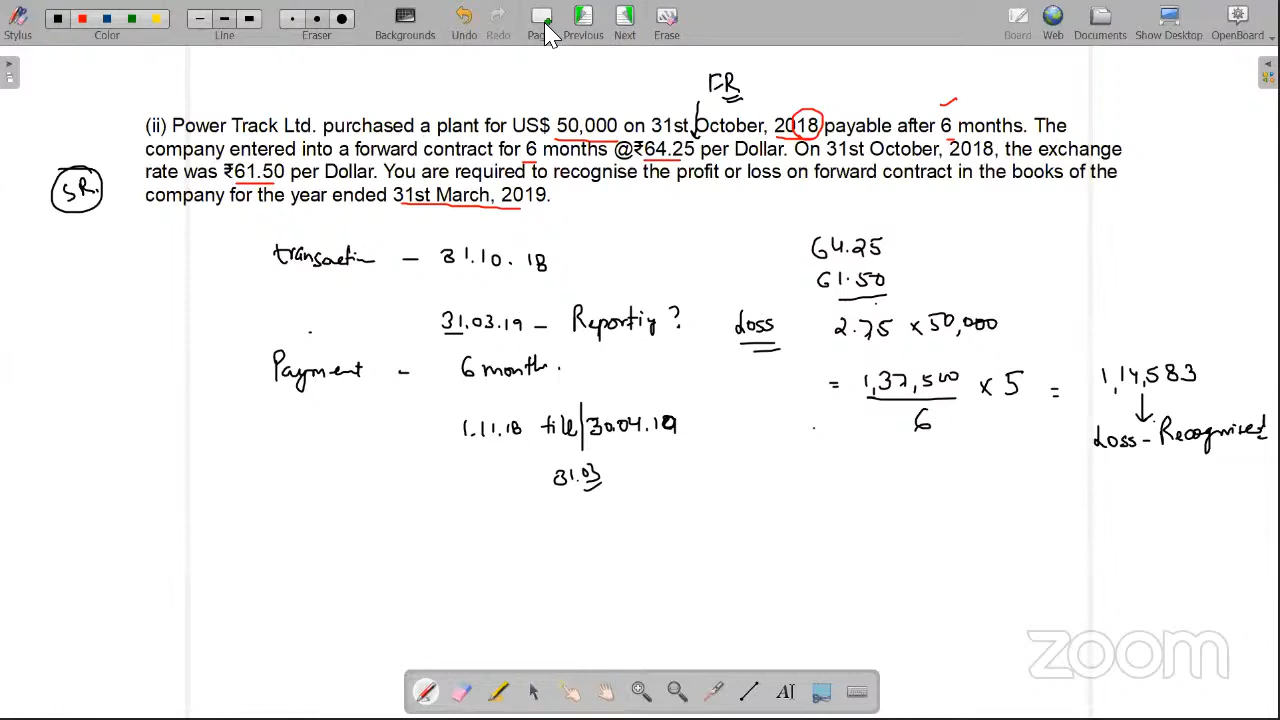 Stylus Color Line Eraser Backgrounds Undo Redo Page Previous Next Erase Board Web Documents Show Desktop OpenBoard
FR
(ii) Power Track Ltd. purchased a plant for US$ 50,000 on 31st October, 2018 payable after 6 months. The
company entered into a forward contract for 6 months @₹64.25 per Dollar. On 31st October, 2018, the exchange
rate was ₹61.50 per Dollar. You are required to recognise the profit or loss on forward contract in the books of the
company for the year ended 31st March, 2019.
SR.
transaction - 31.10.18
64.25
61.50
31.03.19 - Reporting? Loss 2.75 x 50,000
Payment - 6 months.
= 1,37,500 / 6 x 5 = 1,14,583
Loss - Recognised
1.11.18 till 30.04.19
31.03
zoom